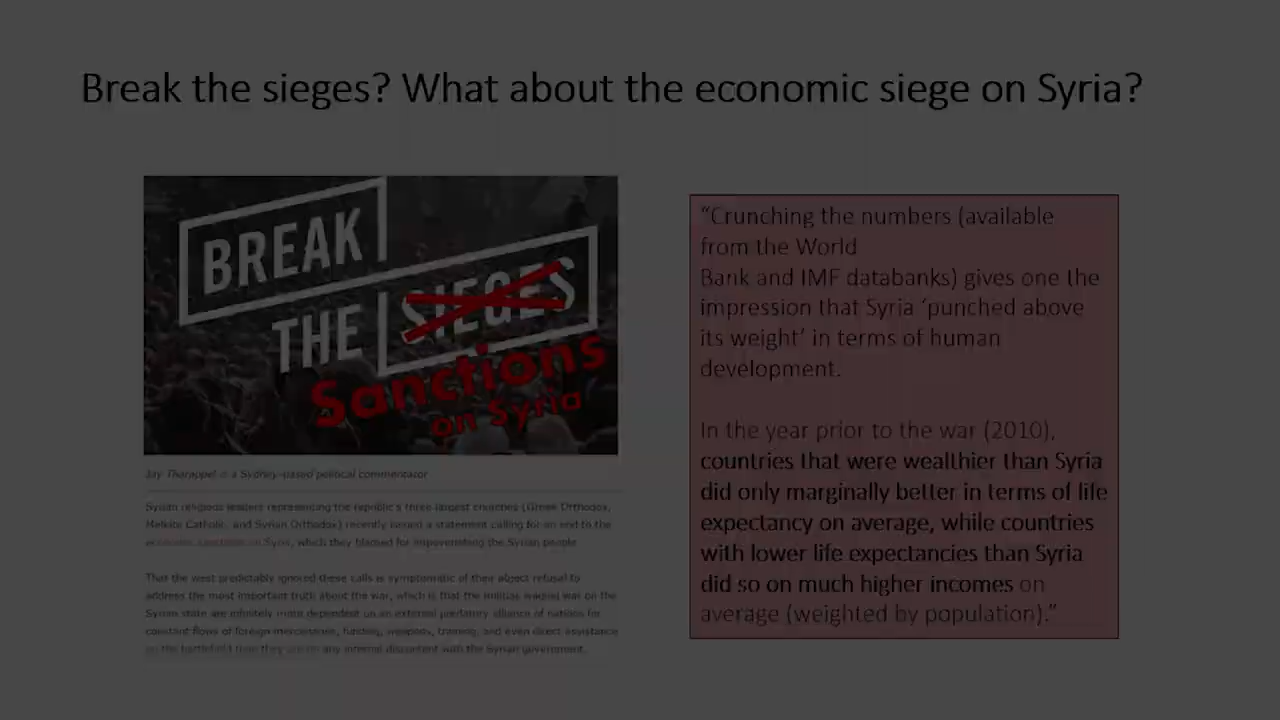 Break the sieges? What about the economic siege on Syria?
BREAK
THE SIEGES
Sanctions
on Syria
Jay Tharappel is a Sydney-based political commentator
Syrian religious leaders representing the republic's three largest churches (Greek Orthodox,
Melkite Catholic, and Syrian Orthodox) recently issued a statement calling for an end to the
economic sanctions on Syria, which they blamed for impoverishing the Syrian people.
That the west predictably ignored these calls is symptomatic of their abject refusal to
address the most important truth about the war, which is that the militias waging war on the
Syrian state are infinitely more dependent on an external predatory alliance of nations for
constant flows of foreign mercenaries, funding, weapons, training, and even direct assistance
on the battlefield than they are on any internal discontent with the Syrian government.
“Crunching the numbers (available
from the World
Bank and IMF databanks) gives one the
impression that Syria ‘punched above
its weight’ in terms of human
development.
In the year prior to the war (2010),
countries that were wealthier than Syria
did only marginally better in terms of life
expectancy on average, while countries
with lower life expectancies than Syria
did so on much higher incomes on
average (weighted by population).”